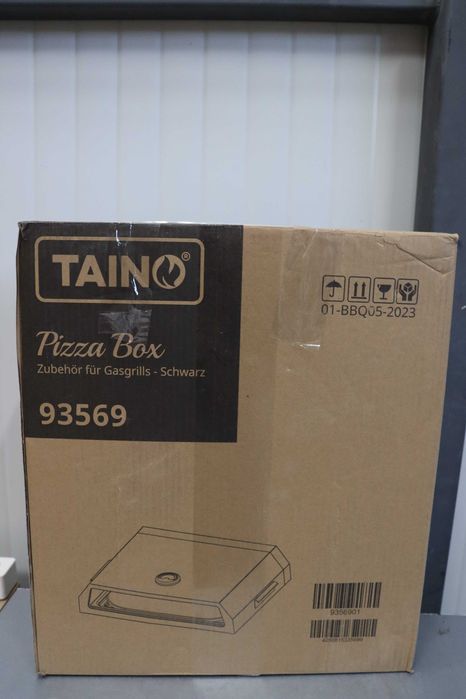 TAINO®
Pizza Box
Zubehör für Gasgrills - Schwarz
93569
01-BBQ05-2023
9356901